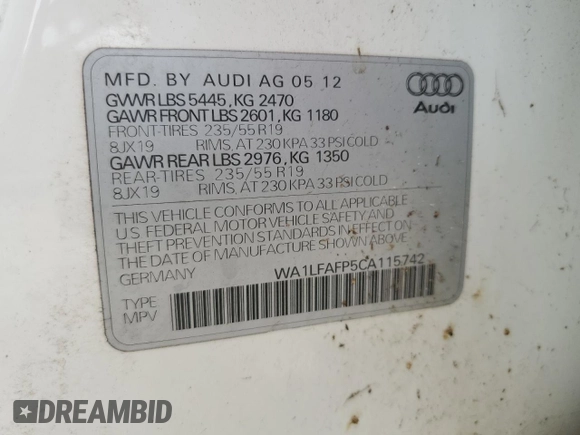 MFD. BY AUDI AG 05 12
GVWR LBS 5445, KG 2470
GAWR FRONT LBS 2601, KG 1180
FRONT-TIRES 235/55 R19
8JX19 RIMS, AT 230 KPA 33 PSI COLD
GAWR REAR LBS 2976, KG 1350
REAR-TIRES 235/55 R19
8JX19 RIMS, AT 230 KPA 33 PSI COLD
THIS VEHICLE CONFORMS TO ALL APPLICABLE
U.S FEDERAL MOTOR VEHICLE SAFETY AND
THEFT PREVENTION STANDARDS IN EFFECT ON
THE DATE OF MANUFACTURE SHOWN ABOVE.
GERMANY WA1LFAFP5CA115742
TYPE
MPV
Audi
DREAMBID